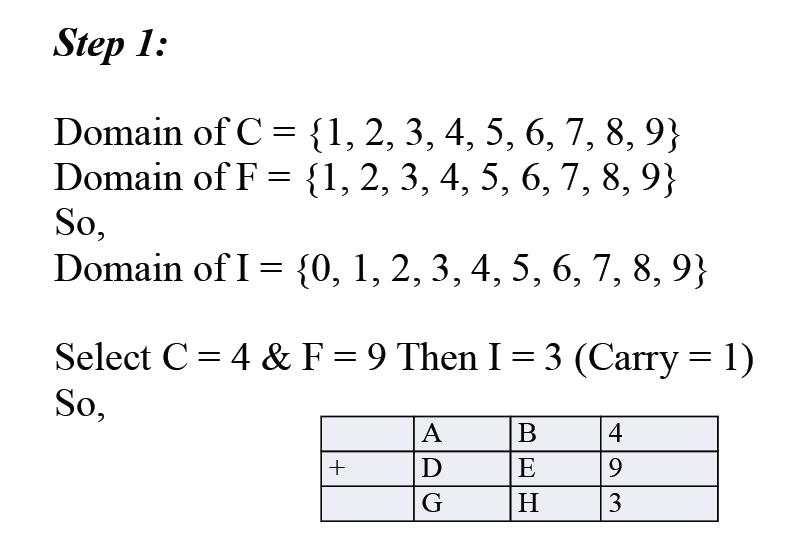 Step 1:
Domain of C = {1, 2, 3, 4, 5, 6, 7, 8, 9}
Domain of F = {1, 2, 3, 4, 5, 6, 7, 8, 9}
So,
Domain of I = {0, 1, 2, 3, 4, 5, 6, 7, 8, 9}
Select C = 4 & F = 9 Then I = 3 (Carry = 1)
So,
A B 4
+ D E 9
G H 3